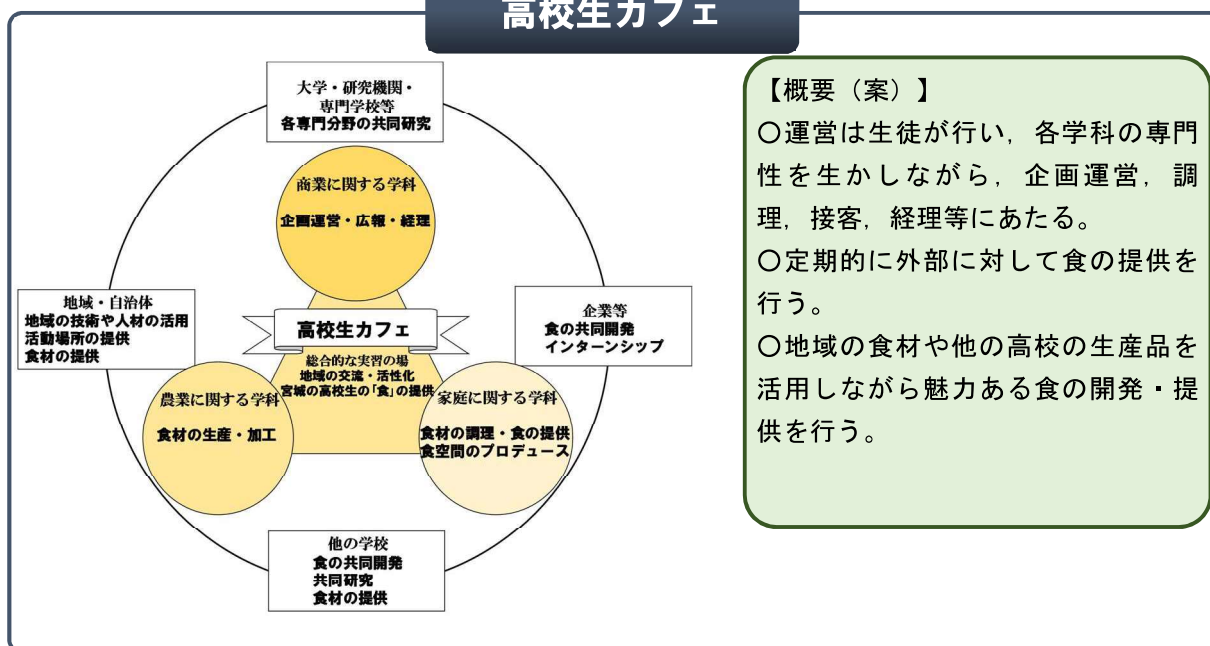 高校生カフェ
大学・研究機関・
専門学校等
各専門分野の共同研究
商業に関する学科
企画運営・広報・経理
地域・自治体
地域の技術や人材の活用
活動場所の提供
食材の提供
高校生カフェ
総合的な実習の場
地域の交流・活性化
宮城の高校生の「食」の提供
企業等
食の共同開発
インターンシップ
農業に関する学科
食材の生産・加工
家庭に関する学科
食材の調理・食の提供
食空間のプロデュース
他の学校
食の共同開発
共同研究
食材の提供
【概要（案）】
〇運営は生徒が行い，各学科の専門
性を生かしながら，企画運営，調
理，接客，経理等にあたる。
〇定期的に外部に対して食の提供を
行う。
〇地域の食材や他の高校の生産品を
活用しながら魅力ある食の開発・提
供を行う。